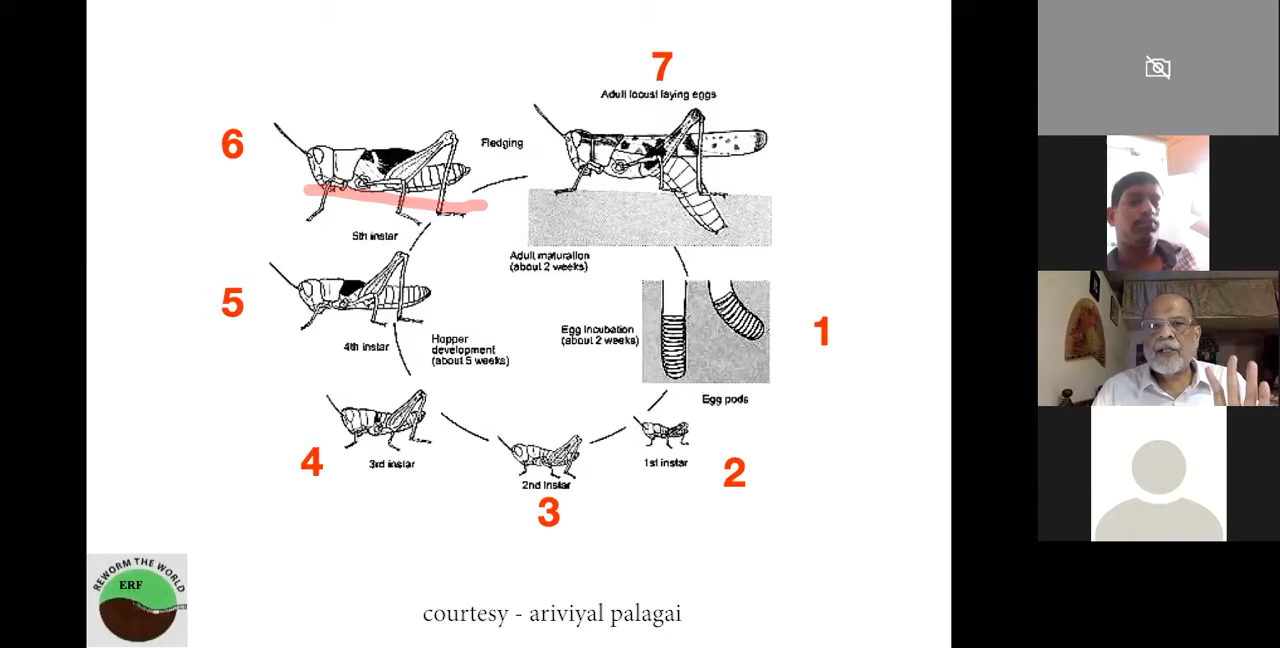 7
Adult locust laying eggs
6
Fledging
5th instar
Adult maturation
(about 2 weeks)
5
4th instar
Hopper
development
(about 5 weeks)
Egg incubation
(about 2 weeks)
1
Egg pods
4
3rd instar
2nd instar
3
1st instar
2
REWORM THE WORLD
ERF
courtesy - ariviyal palagai